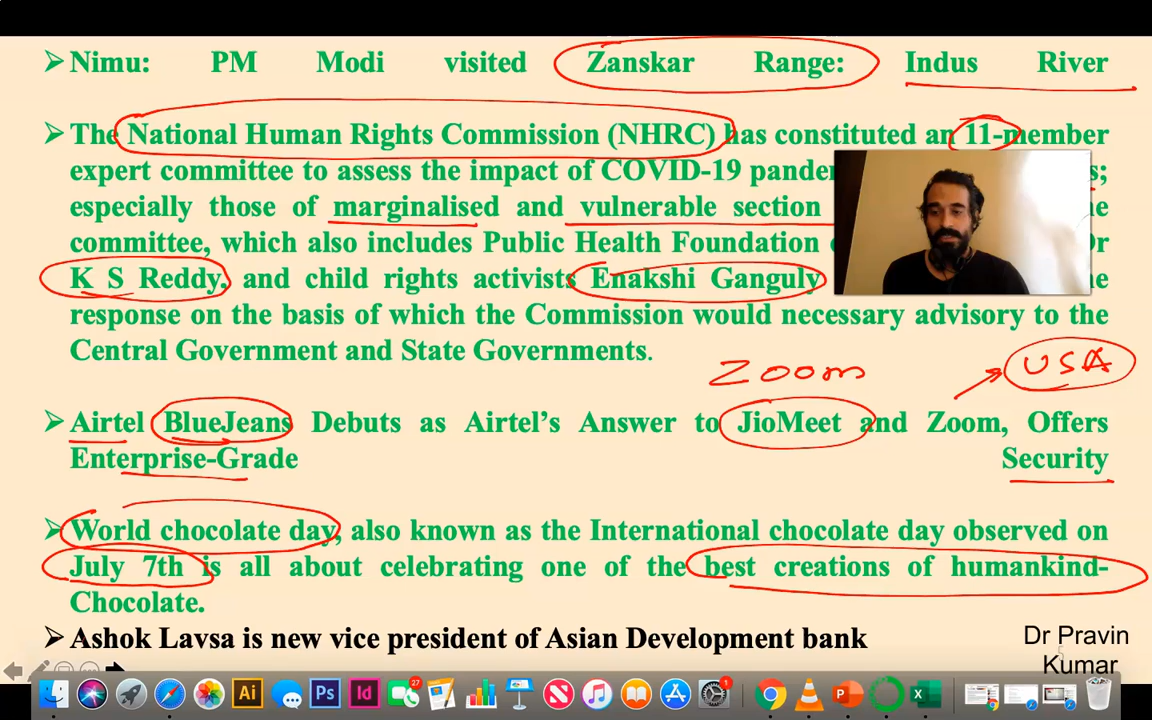 Nimu: PM Modi visited Zanskar Range: Indus River
The National Human Rights Commission (NHRC) has constituted an 11-member
expert committee to assess the impact of COVID-19
especially those of marginalised and vulnerable section
committee, which also includes Public Health Foundation
K S Reddy, and child rights activists Enakshi Ganguly
response on the basis of which the Commission would necessary advisory to the
Central Government and State Governments.
Zoom
USA
Airtel BlueJeans Debuts as Airtel's Answer to JioMeet and Zoom, Offers
Enterprise-Grade Security
World chocolate day, also known as the International chocolate day observed on
July 7th is all about celebrating one of the best creations of humankind-
Chocolate.
Ashok Lavsa is new vice president of Asian Development bank
Dr Pravin
Kumar
Ai
Ps
Id
27
1
P
X